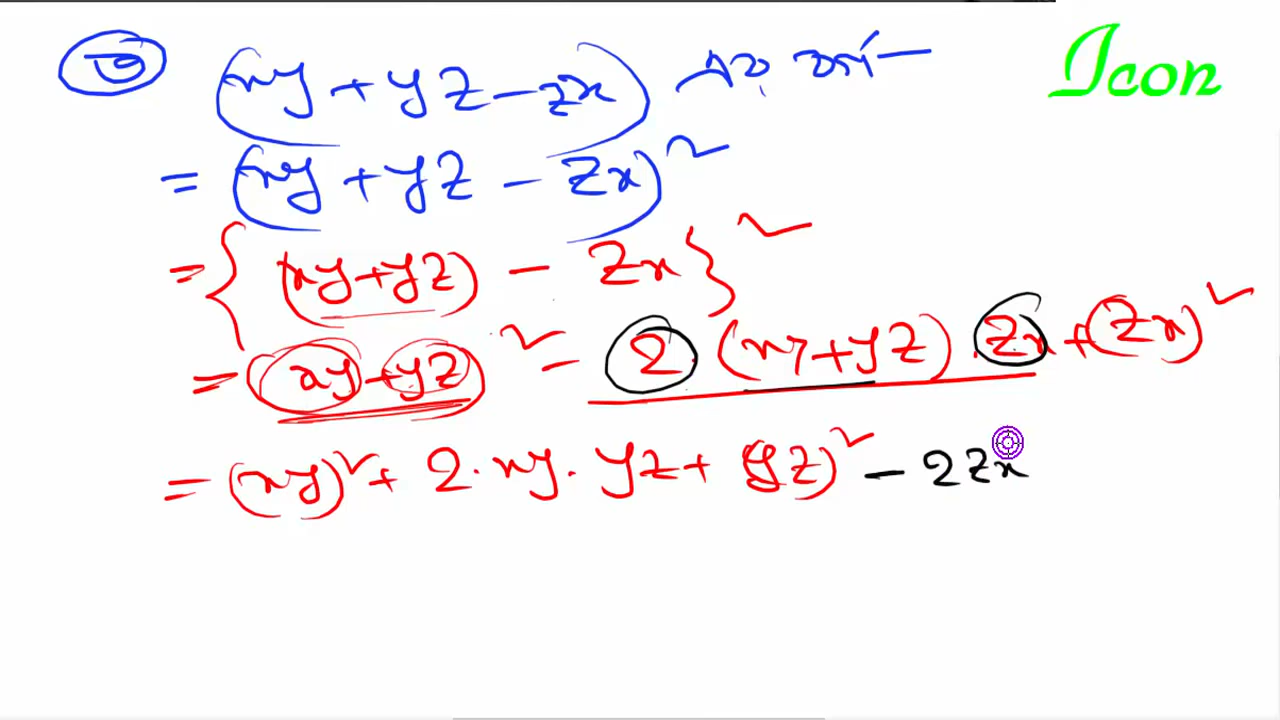 ঙ (xy + yz - zx) এর বর্গ
Icon
= (xy + yz - zx)²
= {(xy + yz) - zx}²
= (xy + yz)² - 2 . (xy + yz) . zx + (zx)²
= (xy)² + 2 . xy . yz + (yz)² - 2zx